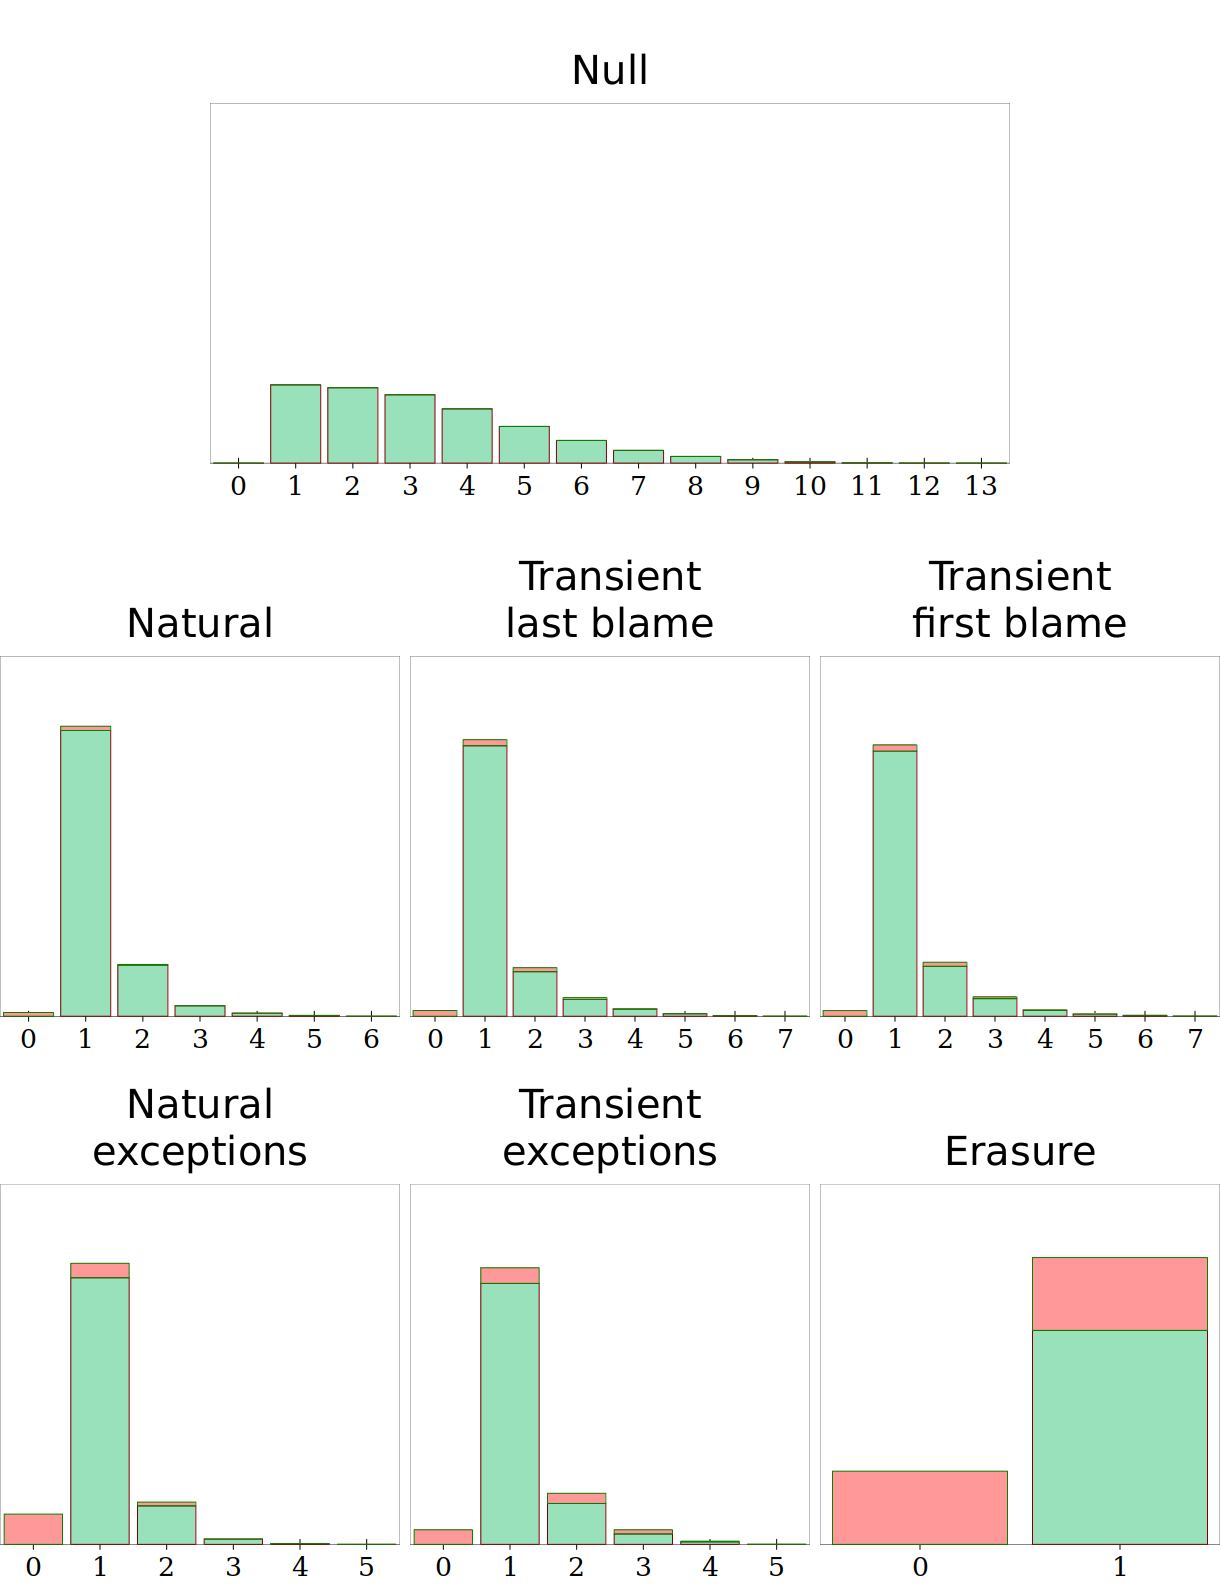 Null
0 1 2 3 4 5 6 7 8 9 10 11 12 13
Natural
0 1 2 3 4 5 6
Transient
last blame
0 1 2 3 4 5 6 7
Transient
first blame
0 1 2 3 4 5 6 7
Natural
exceptions
0 1 2 3 4 5
Transient
exceptions
0 1 2 3 4 5
Erasure
0 1